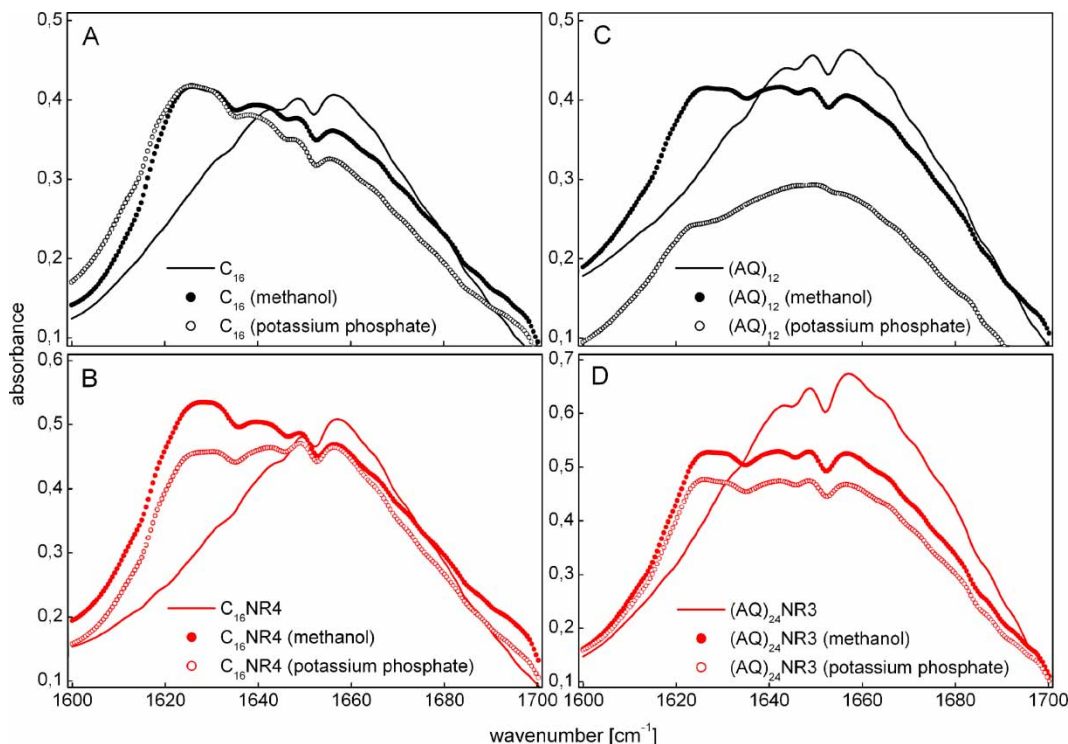 A
0,5
0,4
0,3
0,2
0,1
C₁₆
C₁₆ (methanol)
C₁₆ (potassium phosphate)
C
0,5
0,4
0,3
0,2
0,1
(AQ)₁₂
(AQ)₁₂ (methanol)
(AQ)₁₂ (potassium phosphate)
absorbance
B
0,6
0,5
0,4
0,3
0,2
0,1
C₁₆NR4
C₁₆NR4 (methanol)
C₁₆NR4 (potassium phosphate)
1600 1620 1640 1660 1680 1700
D
0,7
0,6
0,5
0,4
0,3
0,2
0,1
(AQ)₂₄NR3
(AQ)₂₄NR3 (methanol)
(AQ)₂₄NR3 (potassium phosphate)
1600 1620 1640 1660 1680 1700
wavenumber [cm⁻¹]